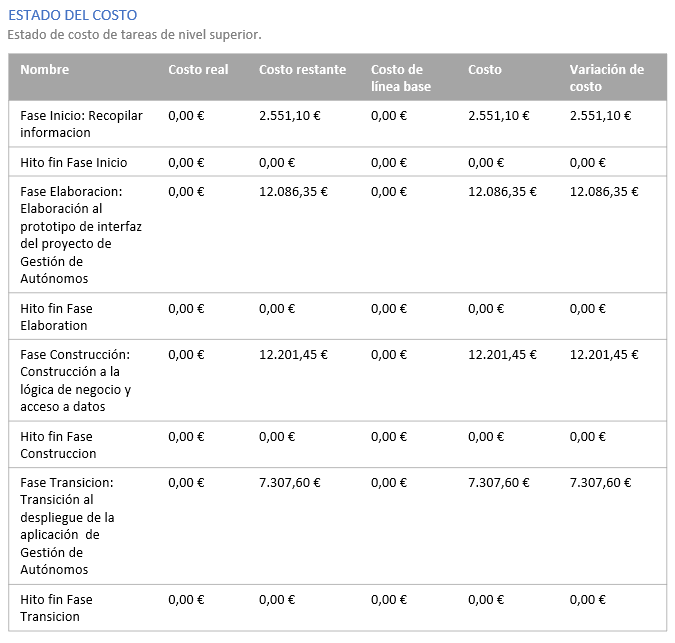 ESTADO DEL COSTO
Estado de costo de tareas de nivel superior.
Nombre Costo real Costo restante Costo de línea base Costo Variación de costo
Fase Inicio: Recopilar 0,00 € 2.551,10 € 0,00 € 2.551,10 € 2.551,10 €
informacion
Hito fin Fase Inicio 0,00 € 0,00 € 0,00 € 0,00 € 0,00 €
Fase Elaboracion: 0,00 € 12.086,35 € 0,00 € 12.086,35 € 12.086,35 €
Elaboración al
prototipo de interfaz
del proyecto de
Gestión de
Autónomos
Hito fin Fase 0,00 € 0,00 € 0,00 € 0,00 € 0,00 €
Elaboration
Fase Construcción: 0,00 € 12.201,45 € 0,00 € 12.201,45 € 12.201,45 €
Construcción a la
lógica de negocio y
acceso a datos
Hito fin Fase 0,00 € 0,00 € 0,00 € 0,00 € 0,00 €
Construccion
Fase Transicion: 0,00 € 7.307,60 € 0,00 € 7.307,60 € 7.307,60 €
Transición al
despliegue de la
aplicación de
Gestión de
Autónomos
Hito fin Fase 0,00 € 0,00 € 0,00 € 0,00 € 0,00 €
Transicion